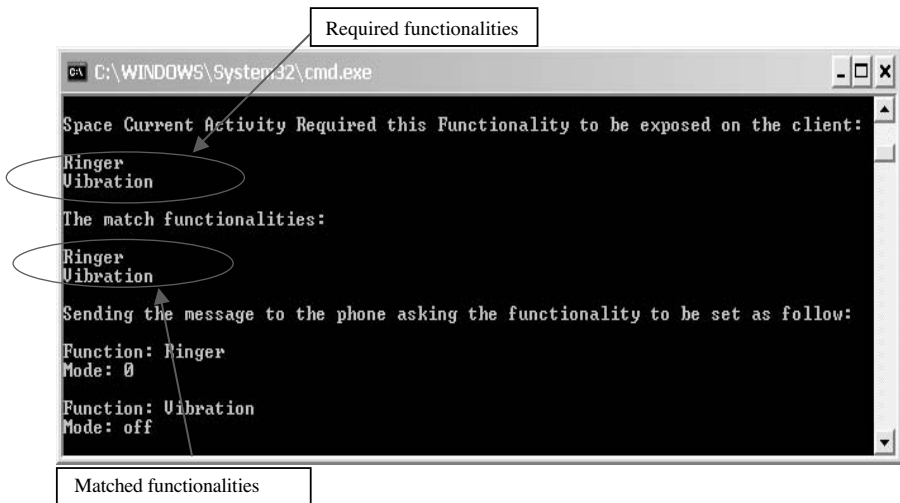 Required functionalities
C:\WINDOWS\System32\cmd.exe
Space Current Activity Required this Functionality to be exposed on the client:
Ringer
Vibration
The match functionalities:
Ringer
Vibration
Sending the message to the phone asking the functionality to be set as follow:
Function: Ringer
Mode: 0
Function: Vibration
Mode: off
Matched functionalities